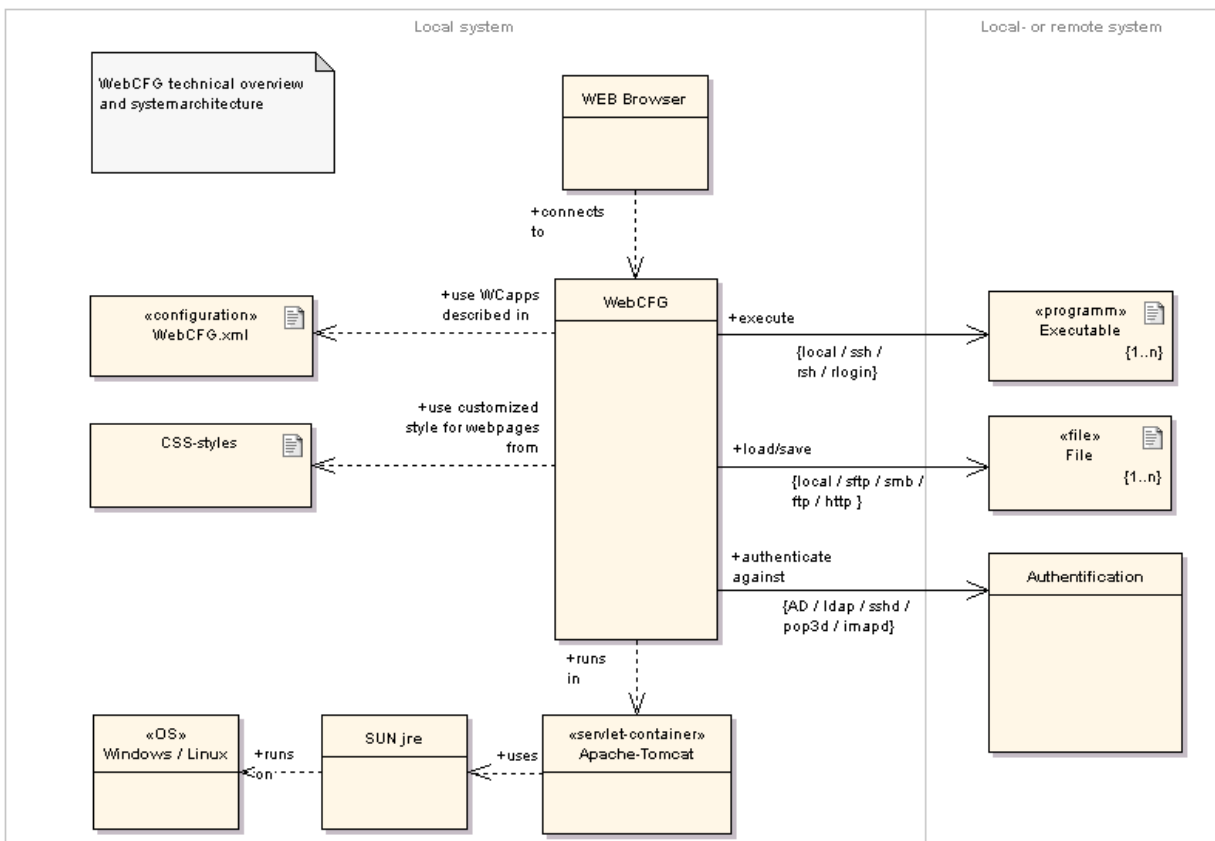 Local system
Local- or remote system
WebCFG technical overview
and systemarchitecture
WEB Browser
+connects
to
+use WCapps
described in
WebCFG
«configuration»
WebCFG.xml
+execute
{local / ssh /
rsh / rlogin}
«programm»
Executable
{1..n}
+use customized
style for webpages
from
CSS-styles
+load/save
{local / sftp / smb /
ftp / http }
«file»
File
{1..n}
+authenticate
against
{AD / ldap / sshd /
pop3d / imapd}
Authentification
+runs
in
«OS»
Windows / Linux
+runs
on
SUN jre
+uses
«servlet-container»
Apache-Tomcat